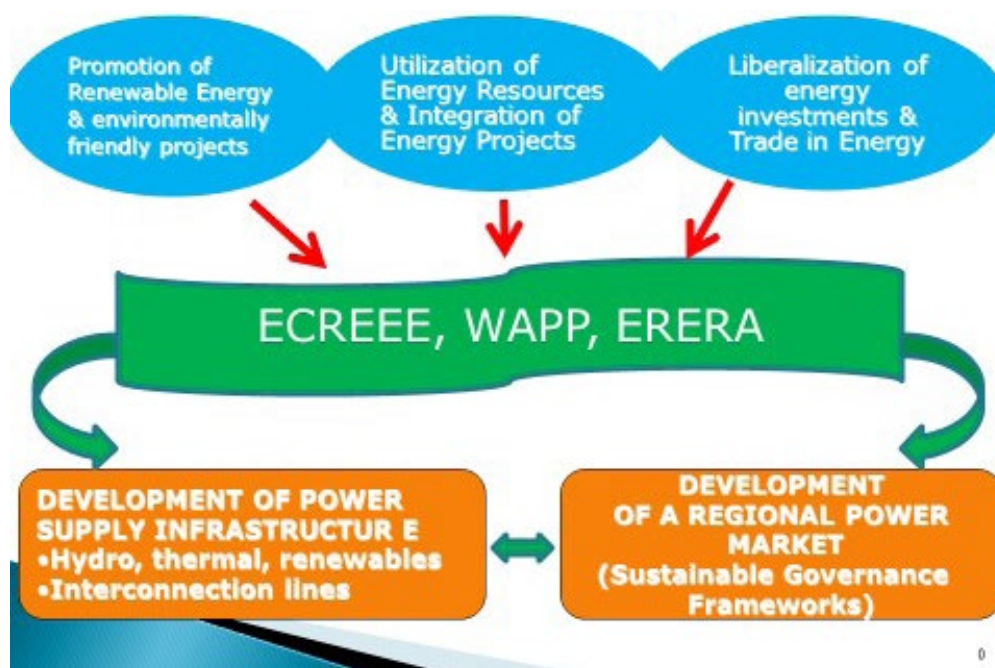 Promotion of
Renewable Energy
& environmentally
friendly projects
Utilization of
Energy Resources
& Integration of
Energy Projects
Liberalization of
energy
investments &
Trade in Energy
ECREEE, WAPP, ERERA
DEVELOPMENT OF POWER
SUPPLY INFRASTRUCTUR E
•Hydro, thermal, renewables
•Interconnection lines
DEVELOPMENT
OF A REGIONAL POWER
MARKET
(Sustainable Governance
Frameworks)
0